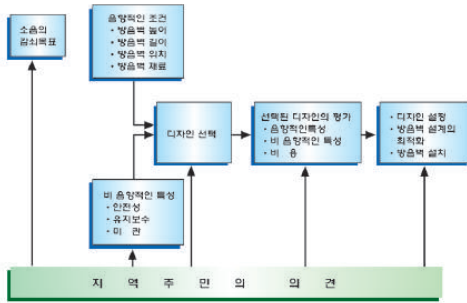 소음의
감쇠목표
음향적인 조건
· 방음벽 높이
· 방음벽 길이
· 방음벽 위치
· 방음벽 재료
디자인 선택
선택된 디자인의 평가
· 음향적인특성
· 비 음향적인 특성
· 비 용
· 디자인 설정
· 방음벽 설계의
최적화
· 방음벽 설치
비 음향적인 특성
· 안전성
· 유지보수
· 미 관
지 역 주 민 의 의 견